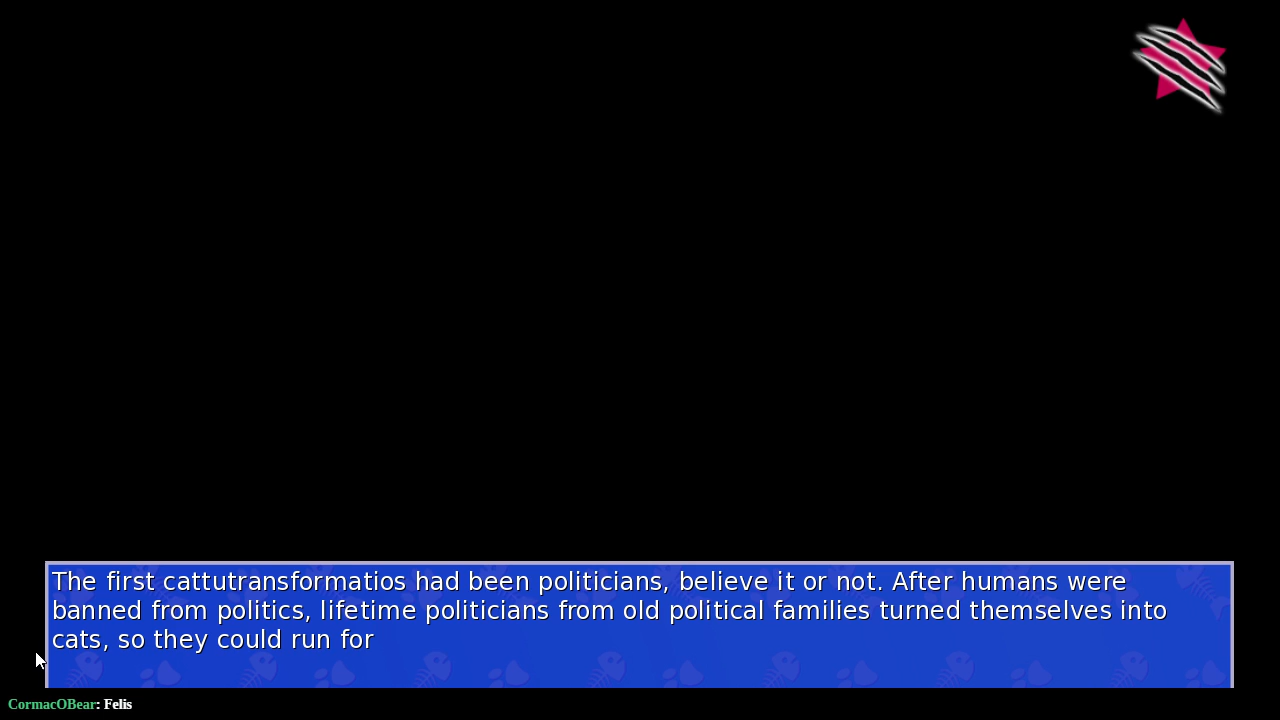 The first cattutransformatios had been politicians, believe it or not. After humans were
banned from politics, lifetime politicians from old political families turned themselves into
cats, so they could run for
CormacOBear: Felis